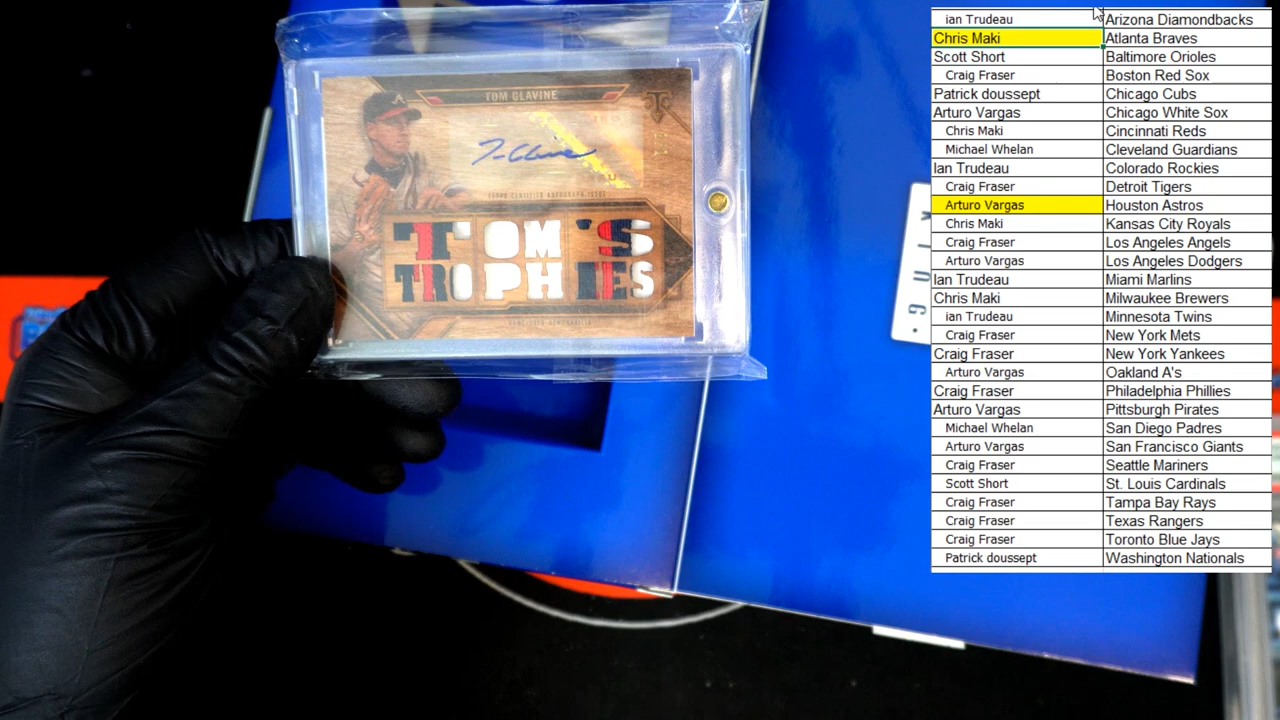 TOM GLAVINE
TOPPS CERTIFIED AUTOGRAPH ISSUE
TOM'S
TROPHIES
ian Trudeau Arizona Diamondbacks
Chris Maki Atlanta Braves
Scott Short Baltimore Orioles
Craig Fraser Boston Red Sox
Patrick doussept Chicago Cubs
Arturo Vargas Chicago White Sox
Chris Maki Cincinnati Reds
Michael Whelan Cleveland Guardians
Ian Trudeau Colorado Rockies
Craig Fraser Detroit Tigers
Arturo Vargas Houston Astros
Chris Maki Kansas City Royals
Craig Fraser Los Angeles Angels
Arturo Vargas Los Angeles Dodgers
Ian Trudeau Miami Marlins
Chris Maki Milwaukee Brewers
ian Trudeau Minnesota Twins
Craig Fraser New York Mets
Craig Fraser New York Yankees
Arturo Vargas Oakland A's
Craig Fraser Philadelphia Phillies
Arturo Vargas Pittsburgh Pirates
Michael Whelan San Diego Padres
Arturo Vargas San Francisco Giants
Craig Fraser Seattle Mariners
Scott Short St. Louis Cardinals
Craig Fraser Tampa Bay Rays
Craig Fraser Texas Rangers
Craig Fraser Toronto Blue Jays
Patrick doussept Washington Nationals